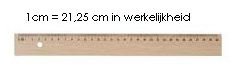 1cm = 21,25 cm in werkelijkheid